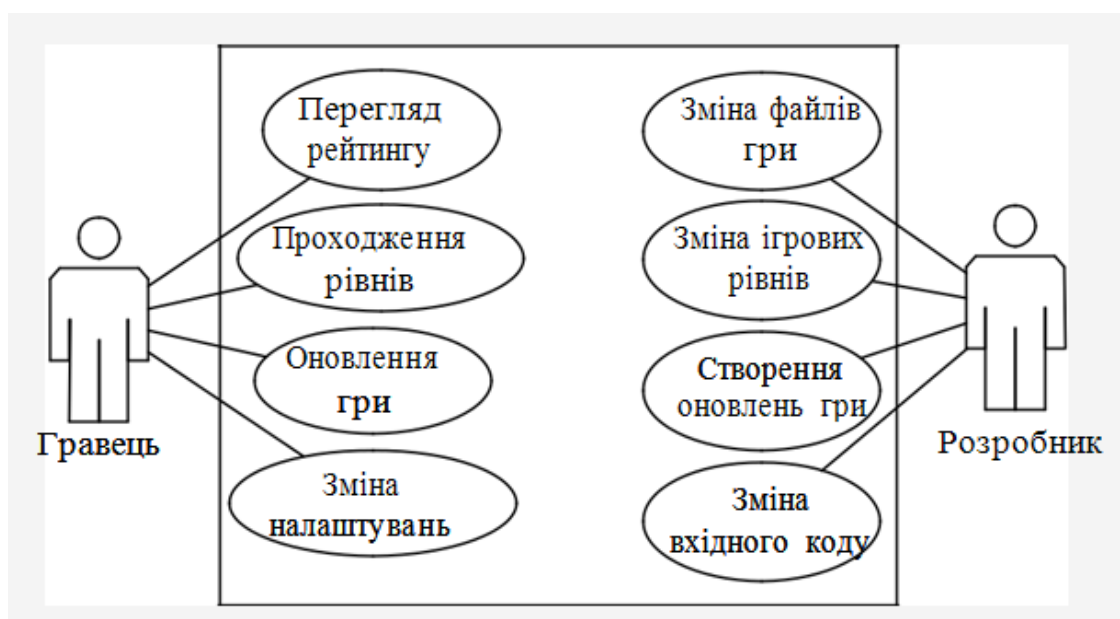 Перегляд
рейтингу
Проходження
рівнів
Оновлення
гри
Зміна
налаштувань
Гравець
Зміна файлів
гри
Зміна ігрових
рівнів
Створення
оновлень гри
Зміна
вхідного коду
Розробник